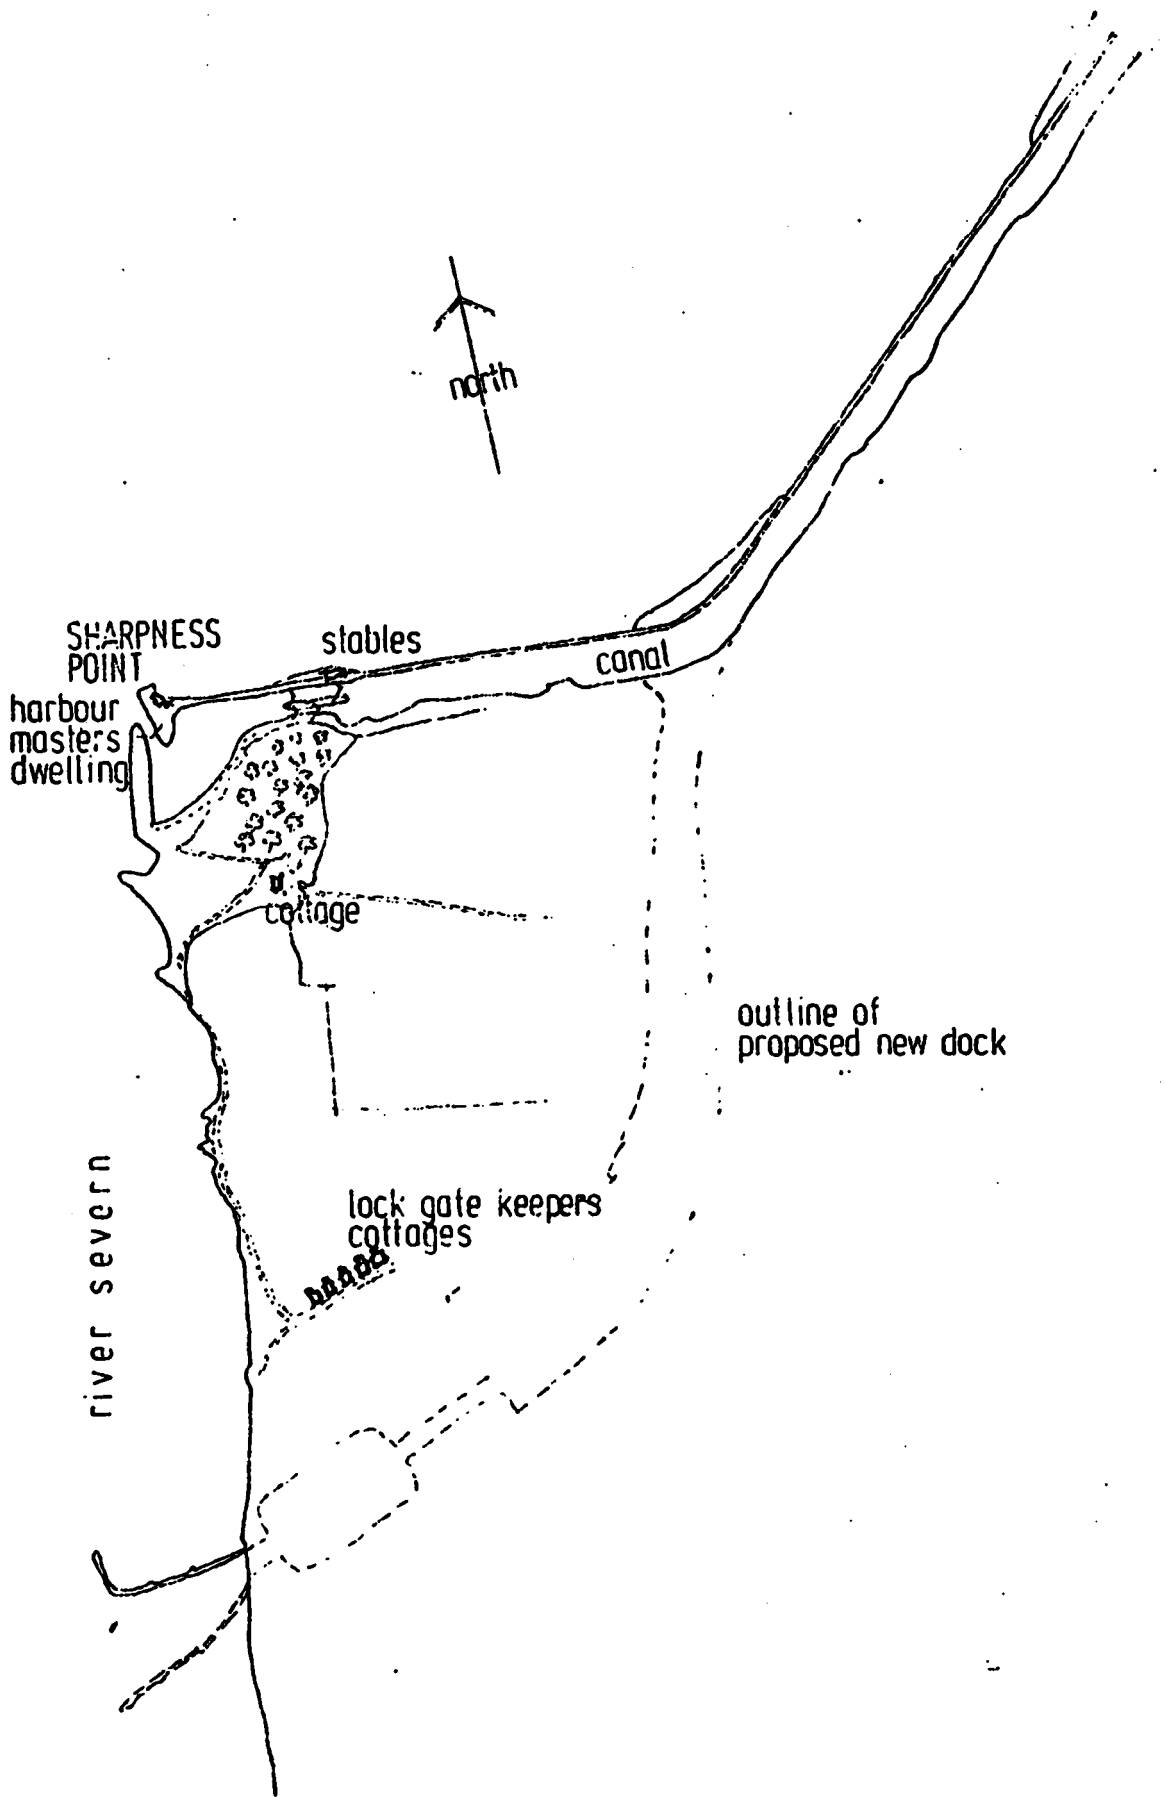 north
SHARPNESS
POINT
stables
canal
harbour
masters
dwelling
cottage
outline of
proposed new dock
river severn
lock gate keepers
cottages